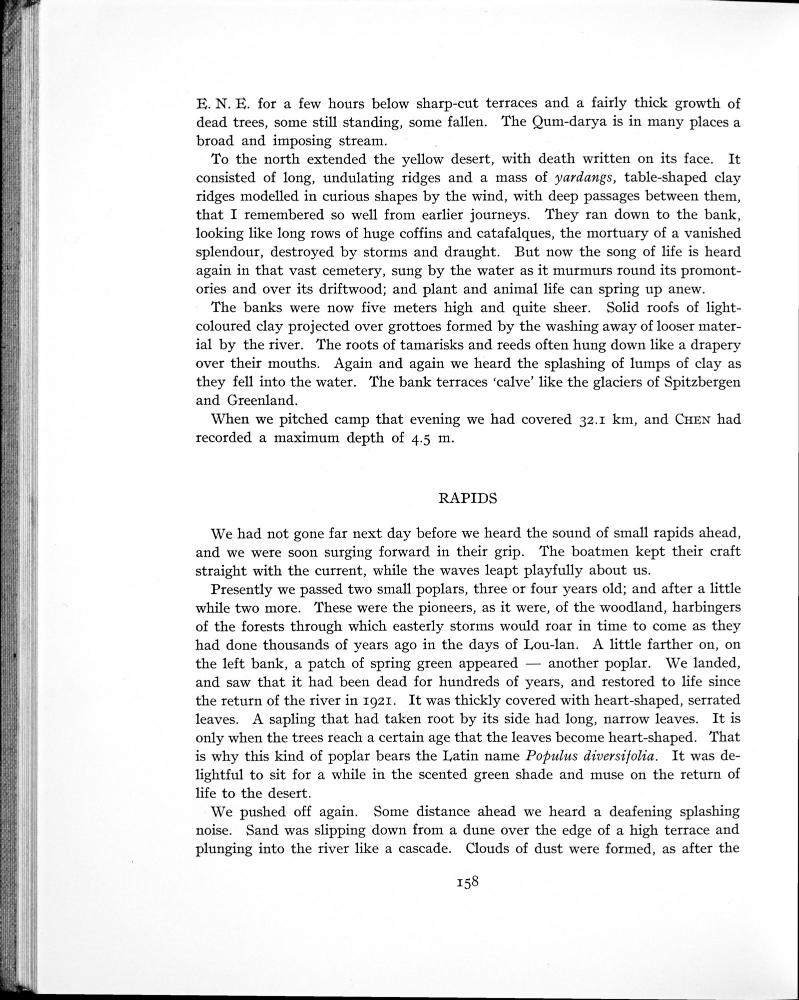 E. N. E. for a few hours below sharp-cut terraces and a fairly thick growth of
dead trees, some still standing, some fallen. The Qum-darya is in many places a
broad and imposing stream.
To the north extended the yellow desert, with death written on its face. It
consisted of long, undulating ridges and a mass of yardangs, table-shaped clay
ridges modelled in curious shapes by the wind, with deep passages between them,
that I remembered so well from earlier journeys. They ran down to the bank,
looking like long rows of huge coffins and catafalques, the mortuary of a vanished
splendour, destroyed by storms and draught. But now the song of life is heard
again in that vast cemetery, sung by the water as it murmurs round its promont-
ories and over its driftwood; and plant and animal life can spring up anew.
The banks were now five meters high and quite sheer. Solid roofs of light-
coloured clay projected over grottoes formed by the washing away of looser mater-
ial by the river. The roots of tamarisks and reeds often hung down like a drapery
over their mouths. Again and again we heard the splashing of lumps of clay as
they fell into the water. The bank terraces ‘calve’ like the glaciers of Spitzbergen
and Greenland.
When we pitched camp that evening we had covered 32.1 km, and CHEN had
recorded a maximum depth of 4.5 m.
RAPIDS
We had not gone far next day before we heard the sound of small rapids ahead,
and we were soon surging forward in their grip. The boatmen kept their craft
straight with the current, while the waves leapt playfully about us.
Presently we passed two small poplars, three or four years old; and after a little
while two more. These were the pioneers, as it were, of the woodland, harbingers
of the forests through which easterly storms would roar in time to come as they
had done thousands of years ago in the days of Lou-lan. A little farther on, on
the left bank, a patch of spring green appeared — another poplar. We landed,
and saw that it had been dead for hundreds of years, and restored to life since
the return of the river in 1921. It was thickly covered with heart-shaped, serrated
leaves. A sapling that had taken root by its side had long, narrow leaves. It is
only when the trees reach a certain age that the leaves become heart-shaped. That
is why this kind of poplar bears the Latin name Populus diversifolia. It was de-
lightful to sit for a while in the scented green shade and muse on the return of
life to the desert.
We pushed off again. Some distance ahead we heard a deafening splashing
noise. Sand was slipping down from a dune over the edge of a high terrace and
plunging into the river like a cascade. Clouds of dust were formed, as after the
158